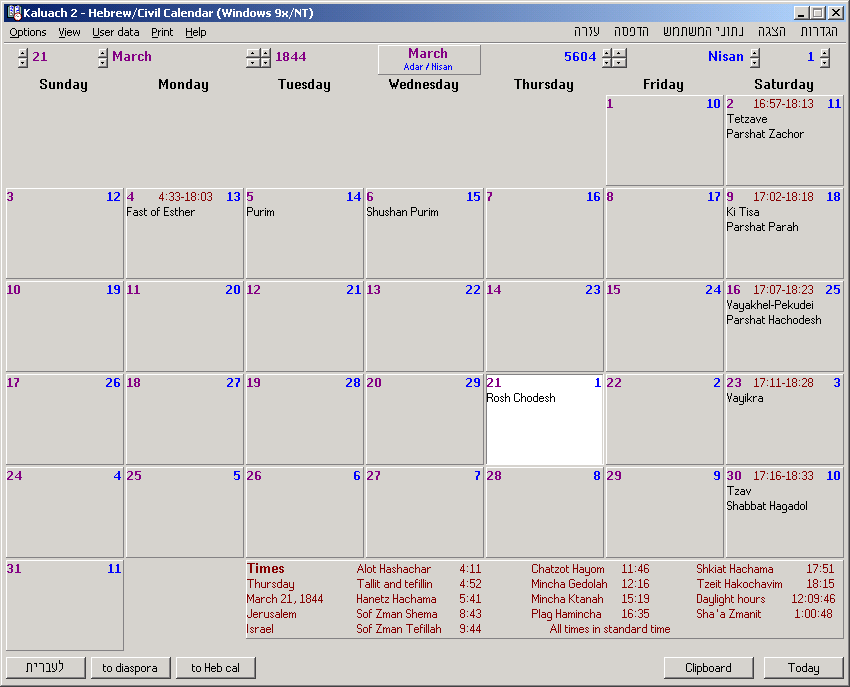 Kaluach 2 - Hebrew/Civil Calendar (Windows 9x/NT)
Options View User data Print Help הגדרות הצגה נתוני המשתמש הדפסה עזרה
21 March 1844 March 5604 Nisan 1
Adar / Nisan
Sunday Monday Tuesday Wednesday Thursday Friday Saturday
1 10 2 16:57-18:13 11
Tetzave
Parshat Zachor
3 12 4 4:33-18:03 13 5 14 6 15 7 16 8 17 9 17:02-18:18 18
Fast of Esther Purim Shushan Purim Ki Tisa
Parshat Parah
10 19 11 20 12 21 13 22 14 23 15 24 16 17:07-18:23 25
Vayakhel-Pekudei
Parshat Hachodesh
17 26 18 27 19 28 20 29 21 1 22 2 23 17:11-18:28 3
Rosh Chodesh Vayikra
24 4 25 5 26 6 27 7 28 8 29 9 30 17:16-18:33 10
Tzav
Shabbat Hagadol
31 11 Times Alot Hashachar 4:11 Chatzot Hayom 11:46 Shkiat Hachama 17:51
Thursday Tallit and tefillin 4:52 Mincha Gedolah 12:16 Tzeit Hakochavim 18:15
March 21, 1844 Hanetz Hachama 5:41 Mincha Ktanah 15:19 Daylight hours 12:09:46
Jerusalem Sof Zman Shema 8:43 Plag Hamincha 16:35 Sha'a Zmanit 1:00:48
Israel Sof Zman Tefillah 9:44 All times in standard time
לעברית to diaspora to Heb cal Clipboard Today